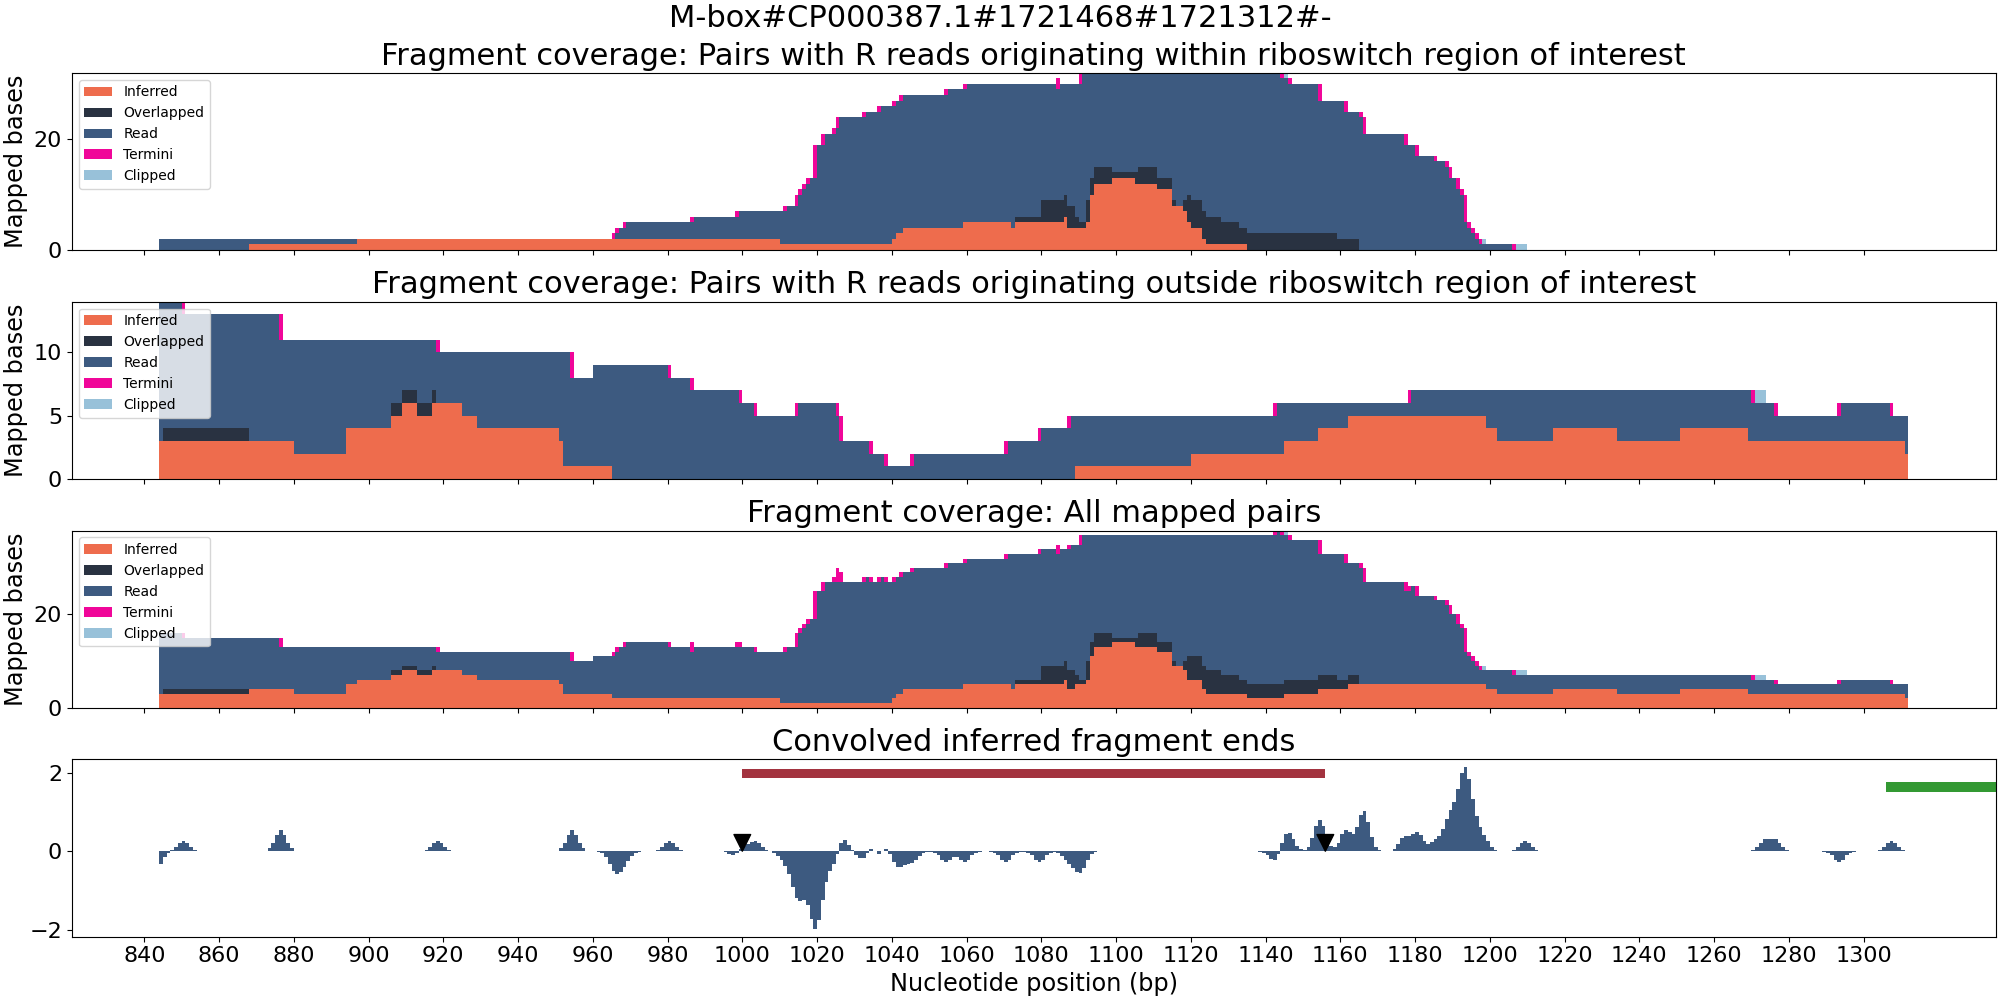 M-box#CP000387.1#1721468#1721312#-
Fragment coverage: Pairs with R reads originating within riboswitch region of interest
Mapped bases
20
0
Inferred
Overlapped
Read
Termini
Clipped
Fragment coverage: Pairs with R reads originating outside riboswitch region of interest
Mapped bases
10
5
0
Inferred
Overlapped
Read
Termini
Clipped
Fragment coverage: All mapped pairs
Mapped bases
20
0
Inferred
Overlapped
Read
Termini
Clipped
Convolved inferred fragment ends
2
0
−2
840 860 880 900 920 940 960 980 1000 1020 1040 1060 1080 1100 1120 1140 1160 1180 1200 1220 1240 1260 1280 1300
Nucleotide position (bp)